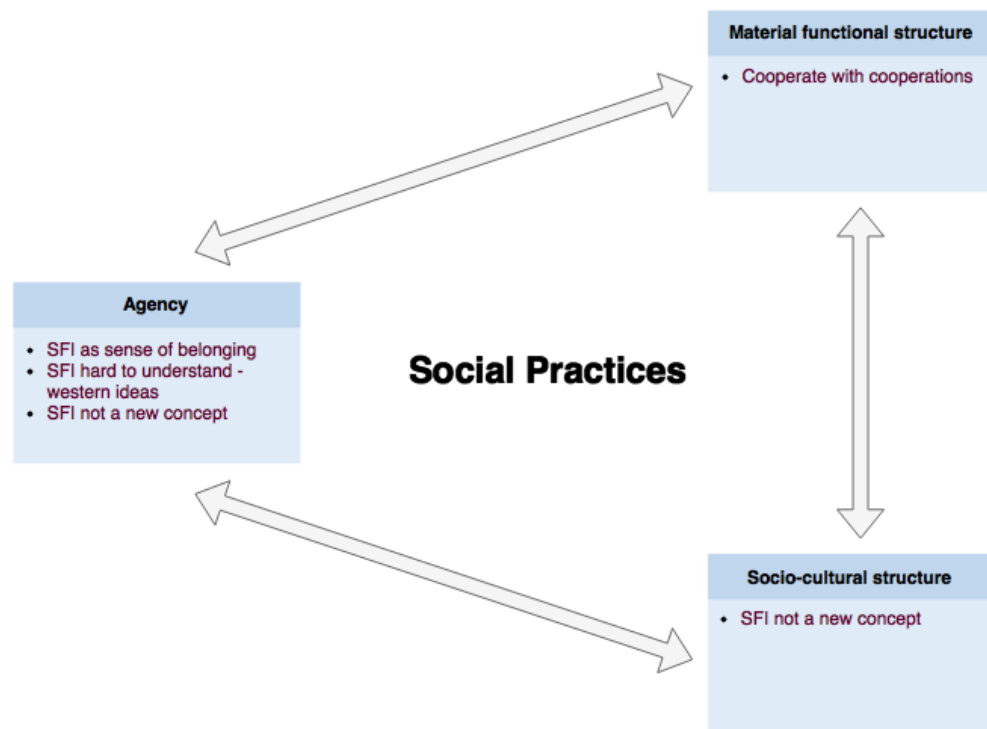 Material functional structure
• Cooperate with cooperations
Agency
• SFI as sense of belonging
• SFI hard to understand -
western ideas
• SFI not a new concept
Social Practices
Socio-cultural structure
• SFI not a new concept